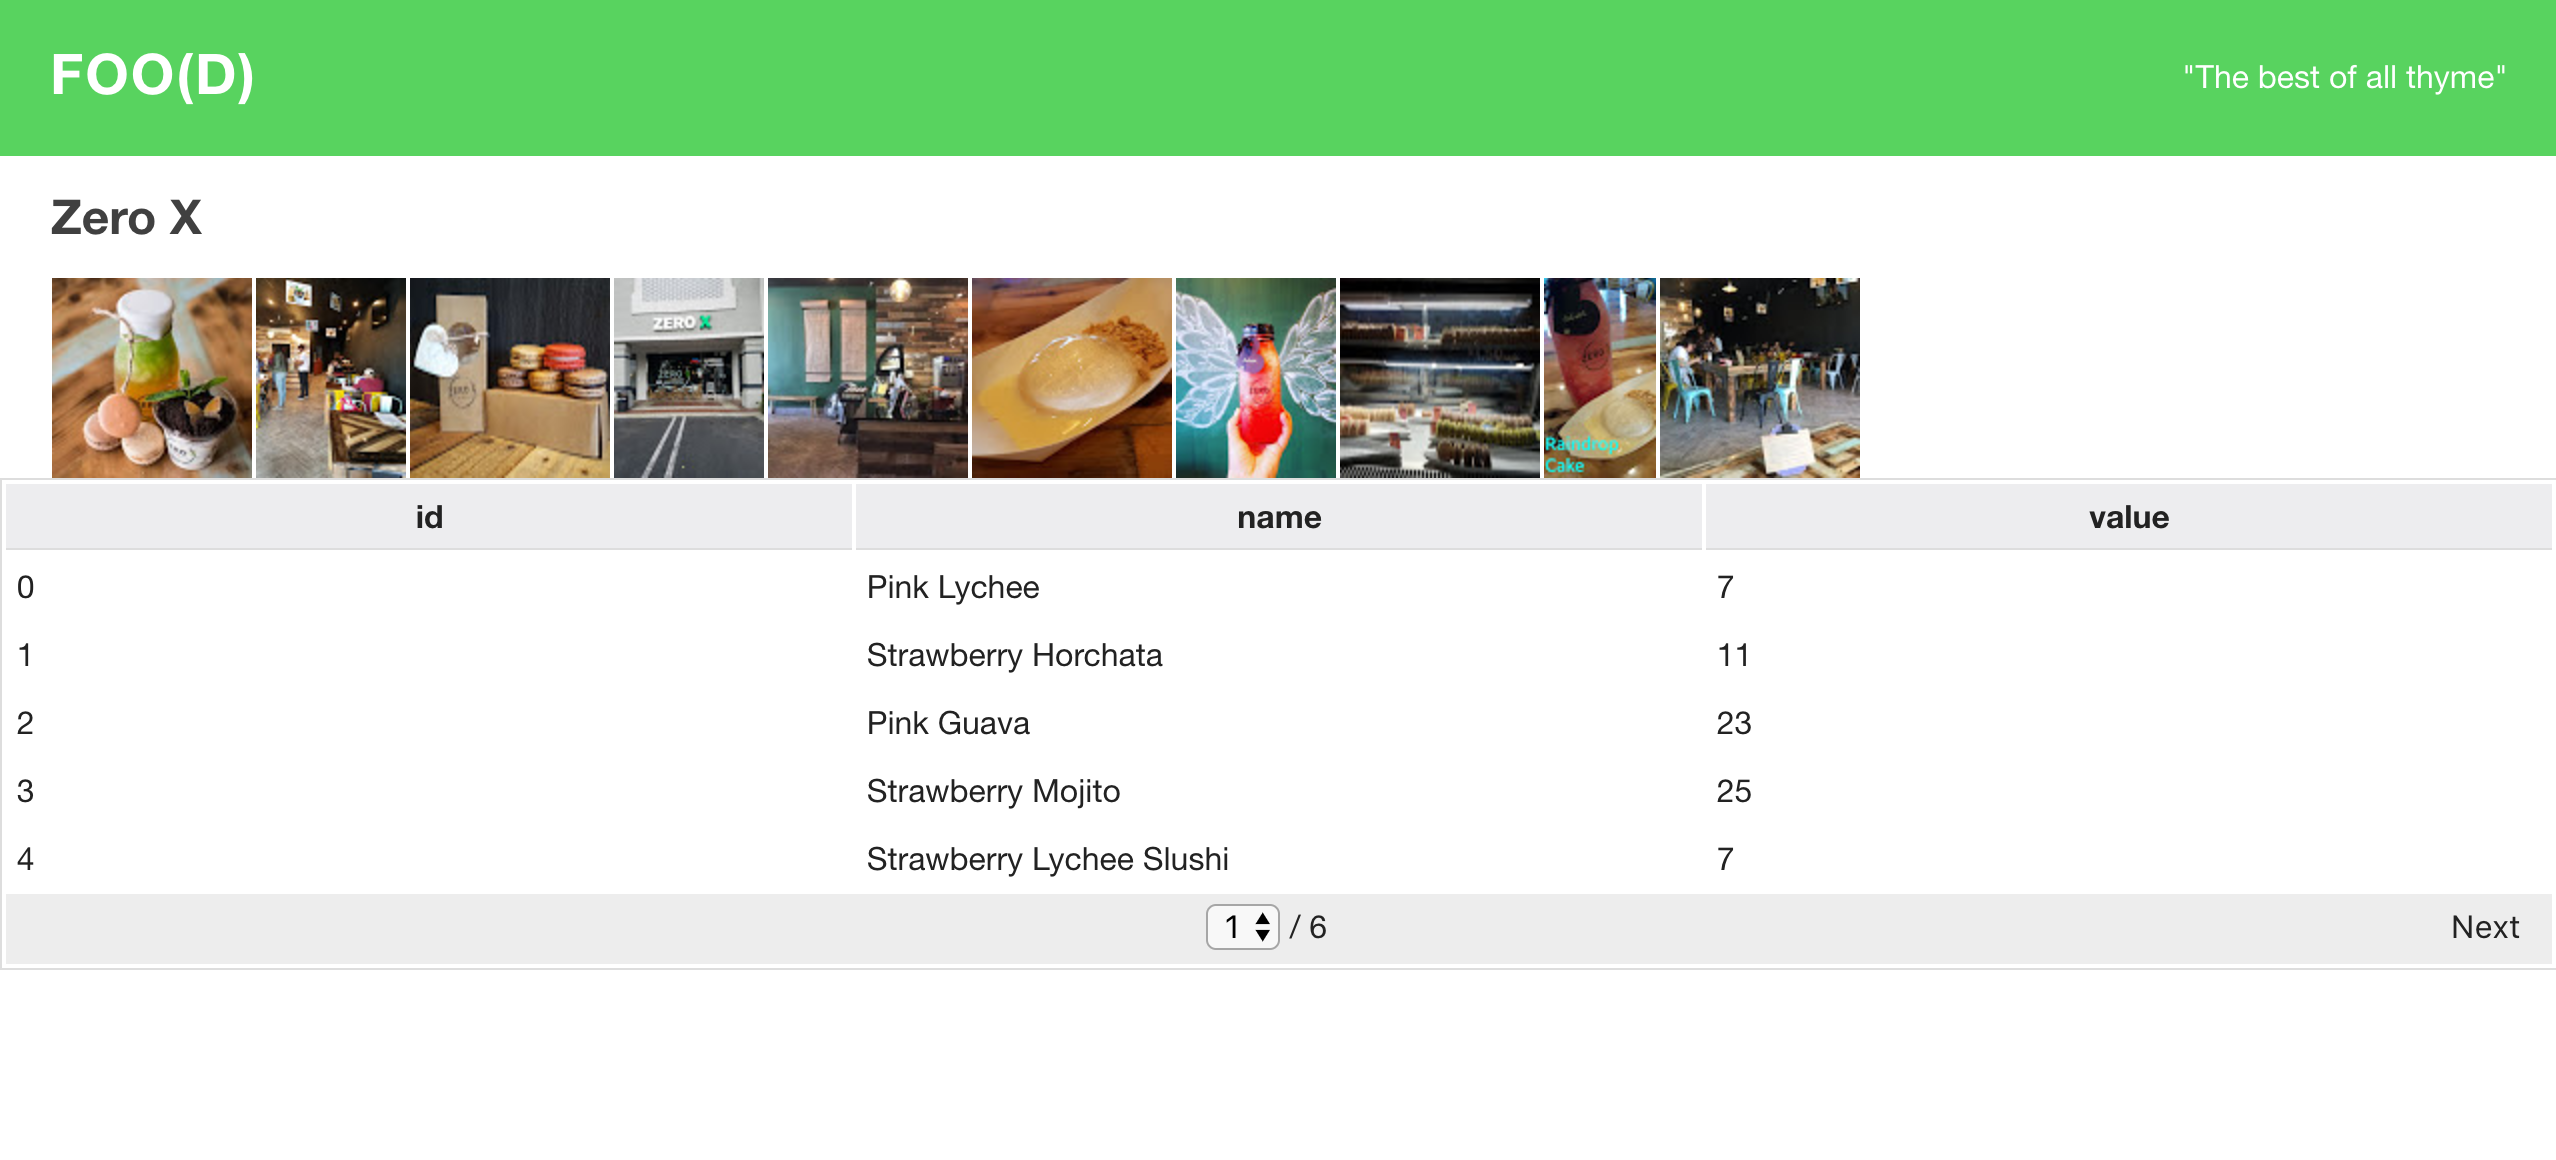 FOO(D)
"The best of all thyme"
Zero X
ZERO X
ZERO
Raindrop
Cake
id name value
0 Pink Lychee 7
1 Strawberry Horchata 11
2 Pink Guava 23
3 Strawberry Mojito 25
4 Strawberry Lychee Slushi 7
1 / 6 Next